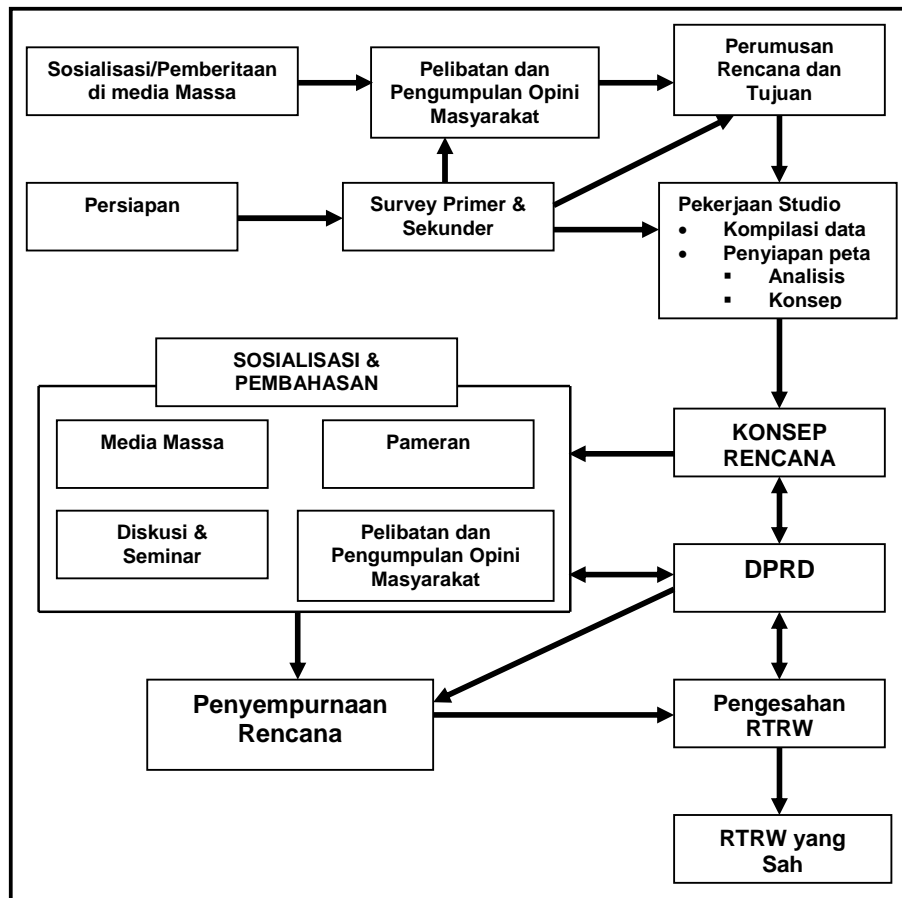 Sosialisasi/Pemberitaan
di media Massa
Pelibatan dan
Pengumpulan Opini
Masyarakat
Perumusan
Rencana dan
Tujuan
Persiapan
Survey Primer &
Sekunder
Pekerjaan Studio
• Kompilasi data
• Penyiapan peta
▪ Analisis
▪ Konsep
SOSIALISASI &
PEMBAHASAN
Media Massa
Pameran
Diskusi &
Seminar
Pelibatan dan
Pengumpulan Opini
Masyarakat
KONSEP
RENCANA
DPRD
Penyempurnaan
Rencana
Pengesahan
RTRW
RTRW yang
Sah